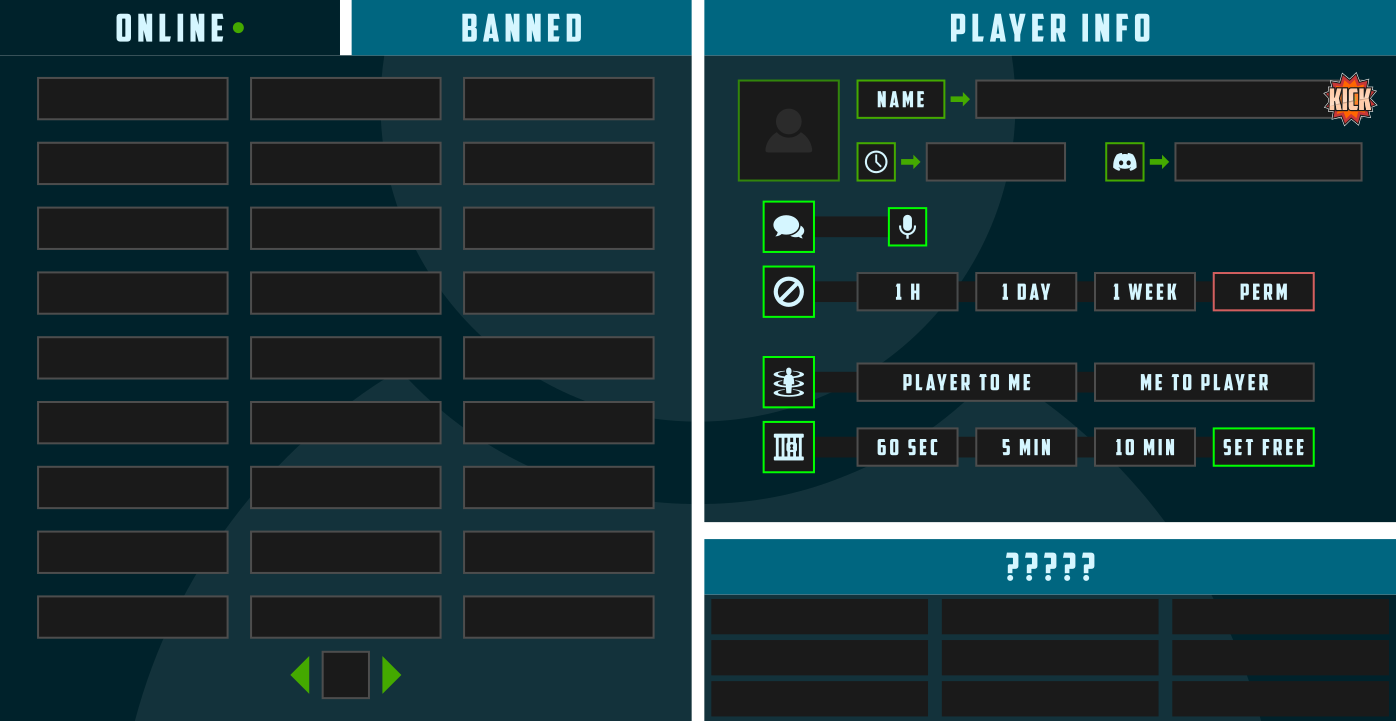 ONLINE
BANNED
PLAYER INFO
NAME
KICK
1 H
1 DAY
1 WEEK
PERM
PLAYER TO ME
ME TO PLAYER
60 SEC
5 MIN
10 MIN
SET FREE
?????